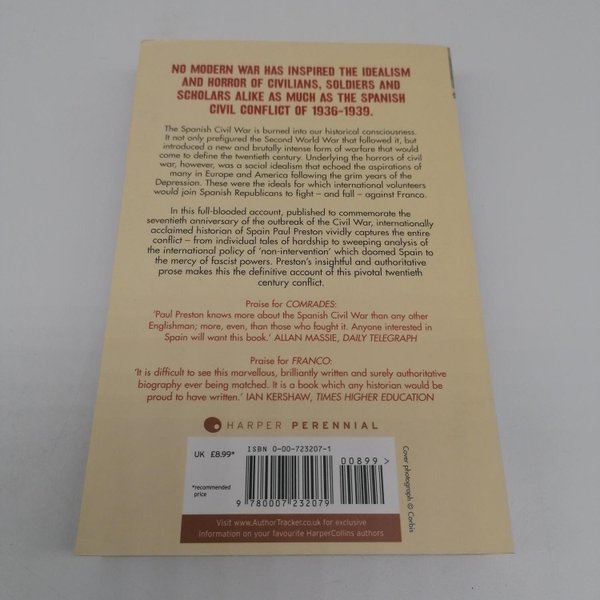 NO MODERN WAR HAS INSPIRED THE IDEALISM
AND HORROR OF CIVILIANS, SOLDIERS AND
SCHOLARS ALIKE AS MUCH AS THE SPANISH
CIVIL CONFLICT OF 1936-1939.
The Spanish Civil War is burned into our historical consciousness.
It not only prefigured the Second World War that followed it, but
introduced a new and brutally intense form of warfare that would
come to define the twentieth century. Underlying the horrors of civil
war, however, was a social idealism that echoed the aspirations of
many in Europe and America following the grim years of the
Depression. These were the ideals for which international volunteers
would join Spanish Republicans to fight – and fall – against Franco.
In this full-blooded account, published to commemorate the
seventieth anniversary of the outbreak of the Civil War, internationally
acclaimed historian of Spain Paul Preston vividly captures the entire
conflict – from individual tales of hardship to sweeping analysis of
the international policy of 'non-intervention' which doomed Spain to
the mercy of fascist powers. Preston's insightful and authoritative
prose makes this the definitive account of this pivotal twentieth
century conflict.
Praise for COMRADES:
'Paul Preston knows more about the Spanish Civil War than any other
Englishman; more, even, than those who fought it. Anyone interested in
Spain will want this book.' ALLAN MASSIE, DAILY TELEGRAPH
Praise for FRANCO:
'It is difficult to see this marvellous, brilliantly written and surely authoritative
biography ever being matched. It is a book which any historian would be
proud to have written.' IAN KERSHAW, TIMES HIGHER EDUCATION
HARPER PERENNIAL
UK £8.99*
*recommended
price
ISBN 0-00-723207-1
00899 >
9 780007 232079
Cover photograph © Corbis
Visit www.AuthorTracker.co.uk for exclusive
information on your favourite HarperCollins authors